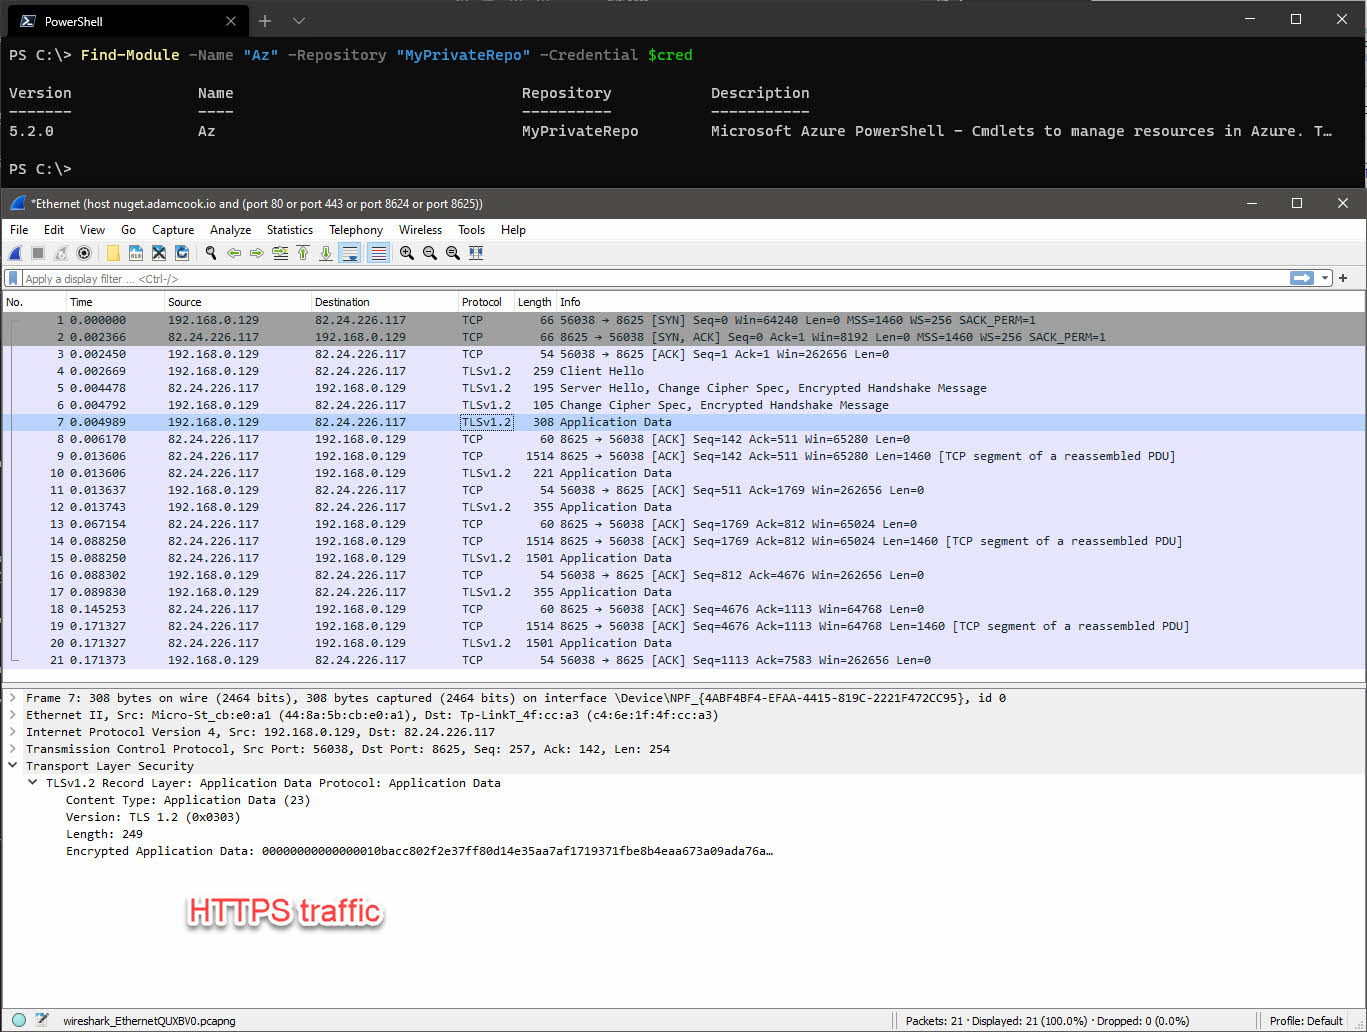 PowerShell
PS C:\> Find-Module -Name "Az" -Repository "MyPrivateRepo" -Credential $cred
Version Name Repository Description
------- ---- ---------- -----------
5.2.0 Az MyPrivateRepo Microsoft Azure PowerShell - Cmdlets to manage resources in Azure. T…
PS C:\>
*Ethernet (host nuget.adamcook.io and (port 80 or port 443 or port 8624 or port 8625))
File Edit View Go Capture Analyze Statistics Telephony Wireless Tools Help
Apply a display filter ... <Ctrl-/>
No. Time Source Destination Protocol Length Info
1 0.000000 192.168.0.129 82.24.226.117 TCP 66 56038 → 8625 [SYN] Seq=0 Win=64240 Len=0 MSS=1460 WS=256 SACK_PERM=1
2 0.002366 82.24.226.117 192.168.0.129 TCP 66 8625 → 56038 [SYN, ACK] Seq=0 Ack=1 Win=8192 Len=0 MSS=1460 WS=256 SACK_PERM=1
3 0.002450 192.168.0.129 82.24.226.117 TCP 54 56038 → 8625 [ACK] Seq=1 Ack=1 Win=262656 Len=0
4 0.002669 192.168.0.129 82.24.226.117 TLSv1.2 259 Client Hello
5 0.004478 82.24.226.117 192.168.0.129 TLSv1.2 195 Server Hello, Change Cipher Spec, Encrypted Handshake Message
6 0.004792 192.168.0.129 82.24.226.117 TLSv1.2 105 Change Cipher Spec, Encrypted Handshake Message
7 0.004989 192.168.0.129 82.24.226.117 TLSv1.2 308 Application Data
8 0.006170 82.24.226.117 192.168.0.129 TCP 60 8625 → 56038 [ACK] Seq=142 Ack=511 Win=65280 Len=0
9 0.013606 82.24.226.117 192.168.0.129 TCP 1514 8625 → 56038 [ACK] Seq=142 Ack=511 Win=65280 Len=1460 [TCP segment of a reassembled PDU]
10 0.013606 82.24.226.117 192.168.0.129 TLSv1.2 221 Application Data
11 0.013637 192.168.0.129 82.24.226.117 TCP 54 56038 → 8625 [ACK] Seq=511 Ack=1769 Win=262656 Len=0
12 0.013743 192.168.0.129 82.24.226.117 TLSv1.2 355 Application Data
13 0.067154 82.24.226.117 192.168.0.129 TCP 60 8625 → 56038 [ACK] Seq=1769 Ack=812 Win=65024 Len=0
14 0.088250 82.24.226.117 192.168.0.129 TCP 1514 8625 → 56038 [ACK] Seq=1769 Ack=812 Win=65024 Len=1460 [TCP segment of a reassembled PDU]
15 0.088250 82.24.226.117 192.168.0.129 TLSv1.2 1501 Application Data
16 0.088302 192.168.0.129 82.24.226.117 TCP 54 56038 → 8625 [ACK] Seq=812 Ack=4676 Win=262656 Len=0
17 0.089830 192.168.0.129 82.24.226.117 TLSv1.2 355 Application Data
18 0.145253 82.24.226.117 192.168.0.129 TCP 60 8625 → 56038 [ACK] Seq=4676 Ack=1113 Win=64768 Len=0
19 0.171327 82.24.226.117 192.168.0.129 TCP 1514 8625 → 56038 [ACK] Seq=4676 Ack=1113 Win=64768 Len=1460 [TCP segment of a reassembled PDU]
20 0.171327 82.24.226.117 192.168.0.129 TLSv1.2 1501 Application Data
21 0.171373 192.168.0.129 82.24.226.117 TCP 54 56038 → 8625 [ACK] Seq=1113 Ack=7583 Win=262656 Len=0
Frame 7: 308 bytes on wire (2464 bits), 308 bytes captured (2464 bits) on interface \Device\NPF_{4ABF4BF4-EFAA-4415-819C-2221F472CC95}, id 0
Ethernet II, Src: Micro-St_cb:e0:a1 (44:8a:5b:cb:e0:a1), Dst: Tp-LinkT_4f:cc:a3 (c4:6e:1f:4f:cc:a3)
Internet Protocol Version 4, Src: 192.168.0.129, Dst: 82.24.226.117
Transmission Control Protocol, Src Port: 56038, Dst Port: 8625, Seq: 257, Ack: 142, Len: 254
Transport Layer Security
TLSv1.2 Record Layer: Application Data Protocol: Application Data
Content Type: Application Data (23)
Version: TLS 1.2 (0x0303)
Length: 249
Encrypted Application Data: 00000000000000010bacc802f2e37ff80d14e35aa7af1719371fbe8b4eaa673a09ada76a…
HTTPS traffic
wireshark_EthernetQUXBV0.pcapng Packets: 21 · Displayed: 21 (100.0%) · Dropped: 0 (0.0%) Profile: Default